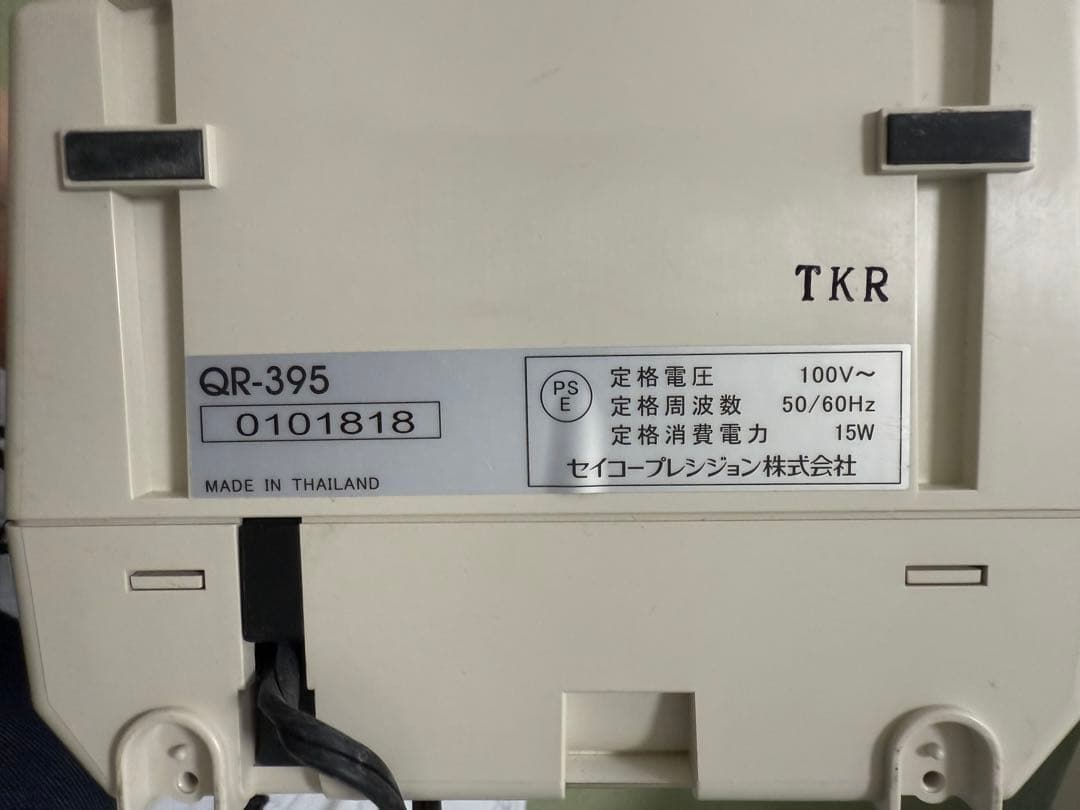 TKR
QR-395
0101818
MADE IN THAILAND
PS
E
定格電圧 100V～
定格周波数 50/60Hz
定格消費電力 15W
セイコープレシジョン株式会社